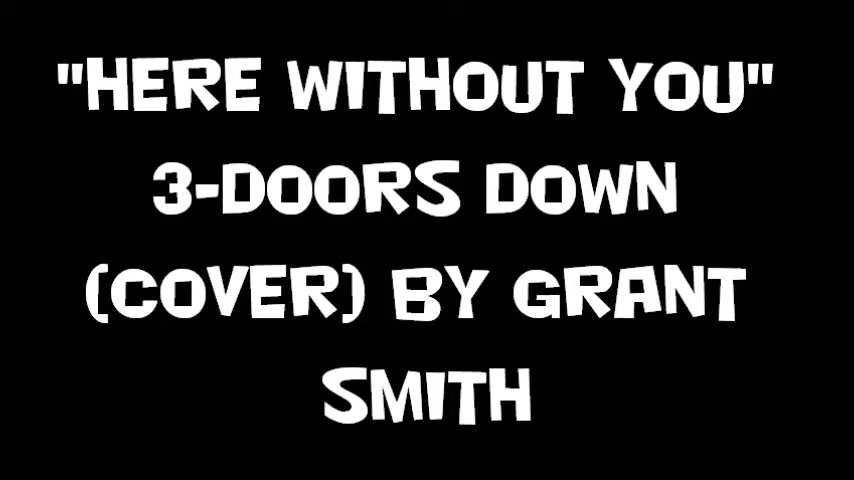 "HERE WITHOUT YOU"
3-DOORS DOWN
(COVER) BY GRANT
SMITH